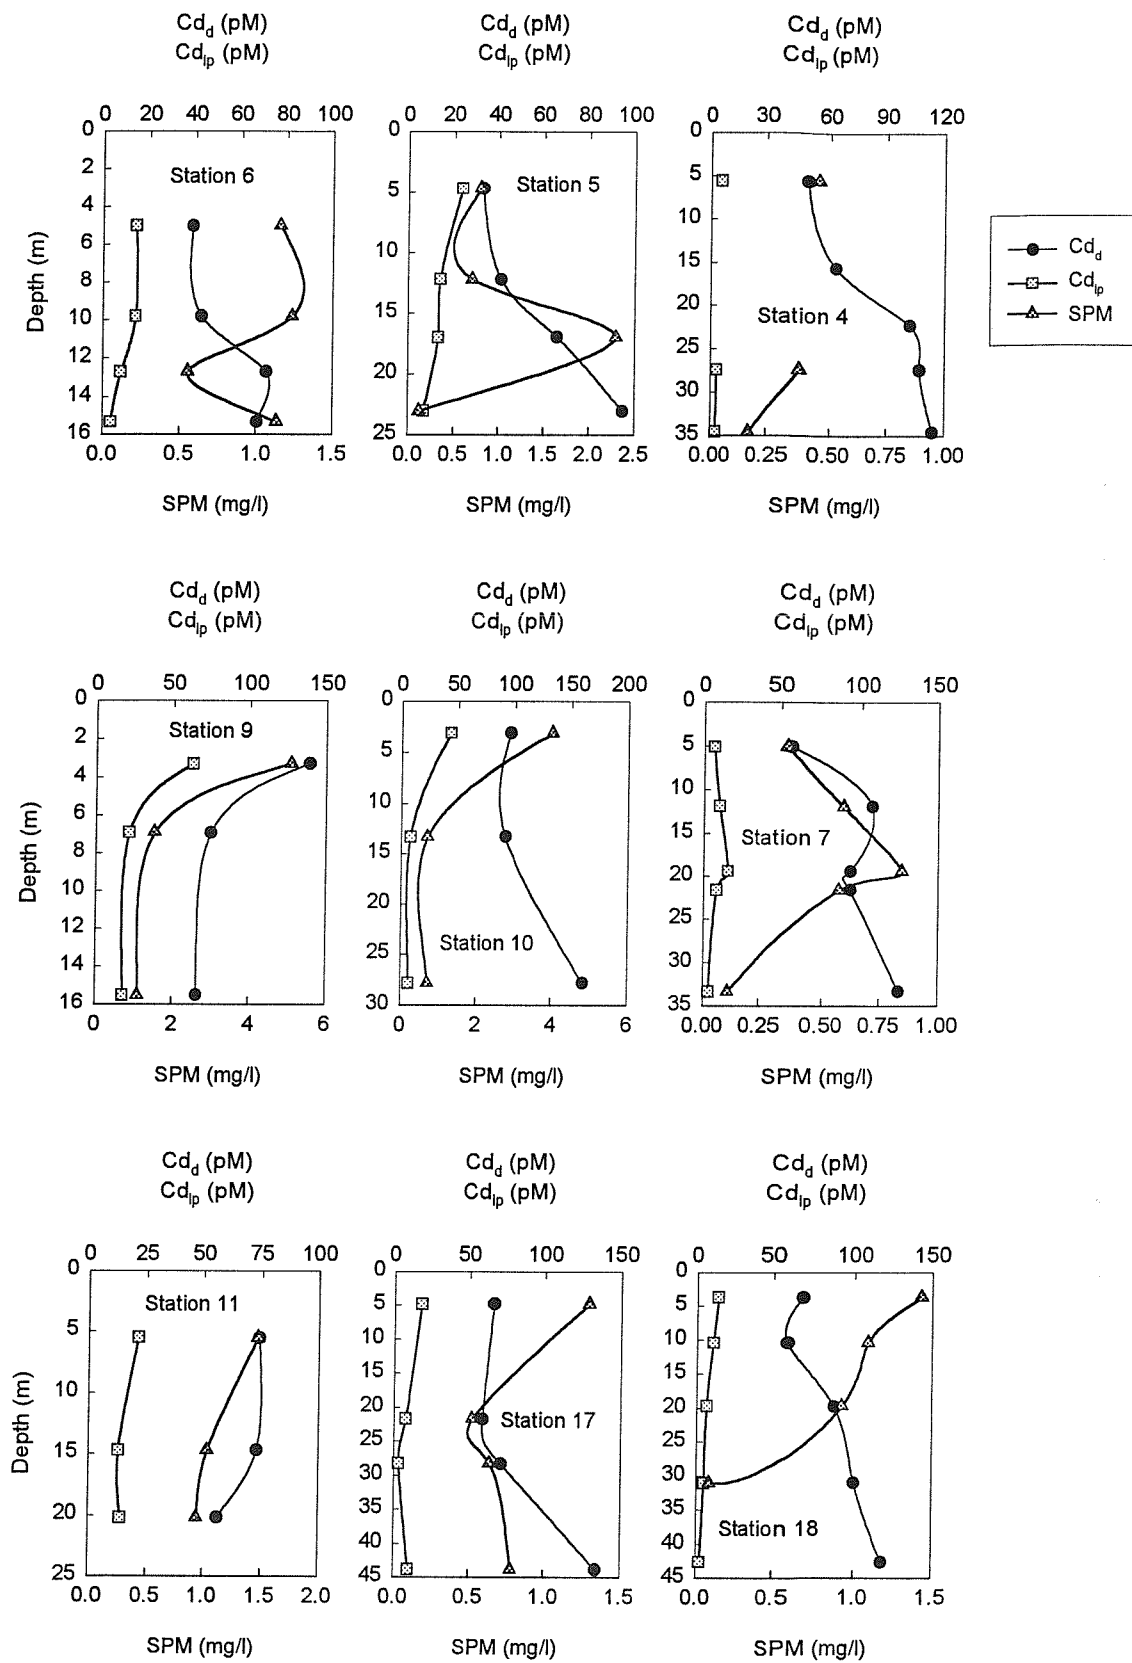 Cd_d (pM) Cd_d (pM) Cd_d (pM)
Cd_lp (pM) Cd_lp (pM) Cd_lp (pM)
0 20 40 60 80 100 0 20 40 60 80 100 0 30 60 90 120
0 2 4 6 8 10 12 14 16
Depth (m)
Station 6
0.0 0.5 1.0 1.5
SPM (mg/l)
0 5 10 15 20 25
Station 5
0.0 0.5 1.0 1.5 2.0 2.5
SPM (mg/l)
0 5 10 15 20 25 30 35
Station 4
0.00 0.25 0.50 0.75 1.00
SPM (mg/l)
Cd_d
Cd_lp
SPM
Cd_d (pM) Cd_d (pM) Cd_d (pM)
Cd_lp (pM) Cd_lp (pM) Cd_lp (pM)
0 50 100 150 0 50 100 150 200 0 50 100 150
0 2 4 6 8 10 12 14 16
Depth (m)
Station 9
0 2 4 6
SPM (mg/l)
0 5 10 15 20 25 30
Station 10
0 2 4 6
SPM (mg/l)
0 5 10 15 20 25 30 35
Station 7
0.00 0.25 0.50 0.75 1.00
SPM (mg/l)
Cd_d (pM) Cd_d (pM) Cd_d (pM)
Cd_lp (pM) Cd_lp (pM) Cd_lp (pM)
0 25 50 75 100 0 50 100 150 0 50 100 150
0 5 10 15 20 25
Depth (m)
Station 11
0.0 0.5 1.0 1.5 2.0
SPM (mg/l)
0 5 10 15 20 25 30 35 40 45
Station 17
0.0 0.5 1.0 1.5
SPM (mg/l)
0 5 10 15 20 25 30 35 40 45
Station 18
0.0 0.5 1.0 1.5
SPM (mg/l)